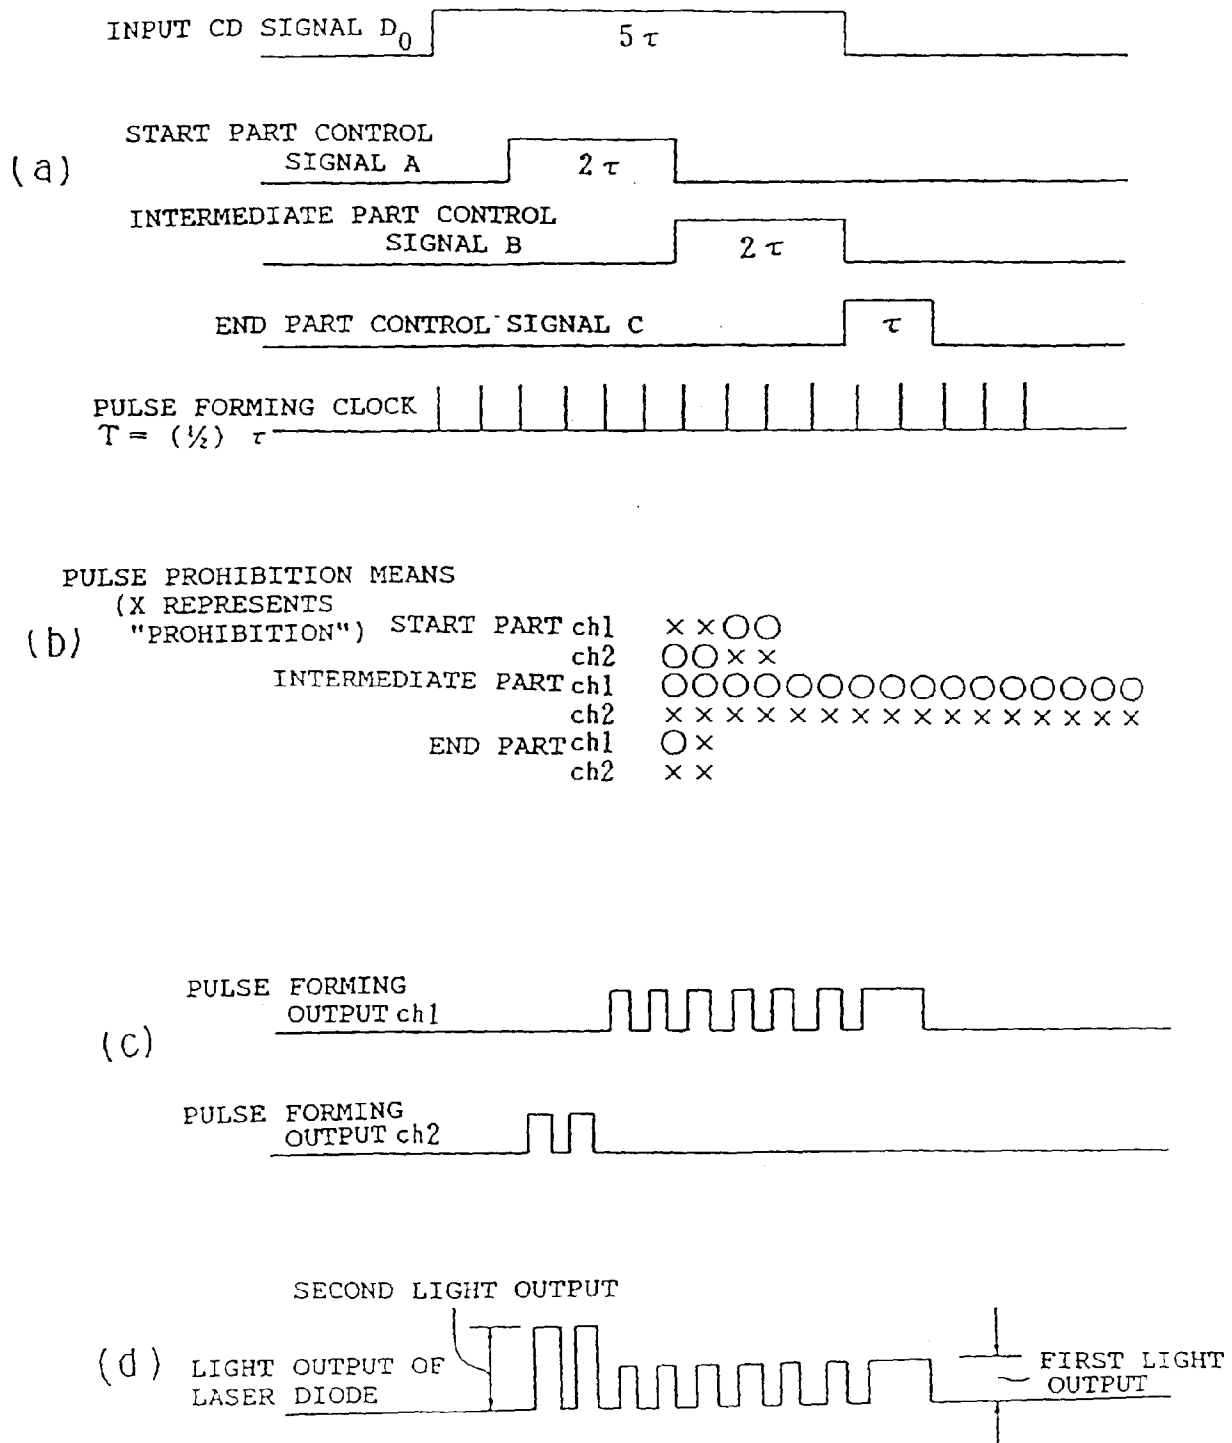 INPUT CD SIGNAL D0
5τ
(a)
START PART CONTROL
SIGNAL A
2τ
INTERMEDIATE PART CONTROL
SIGNAL B
2τ
END PART CONTROL SIGNAL C
τ
PULSE FORMING CLOCK
T = (½) τ
(b)
PULSE PROHIBITION MEANS
(X REPRESENTS
"PROHIBITION")
START PART ch1 ××○○
ch2 ○○××
INTERMEDIATE PART ch1 ○○○○○○○○○○○○○○○○
ch2 ××××××××××××××××
END PART ch1 ○×
ch2 ××
(c)
PULSE FORMING
OUTPUT ch1
PULSE FORMING
OUTPUT ch2
(d)
SECOND LIGHT OUTPUT
LIGHT OUTPUT OF
LASER DIODE
FIRST LIGHT
OUTPUT